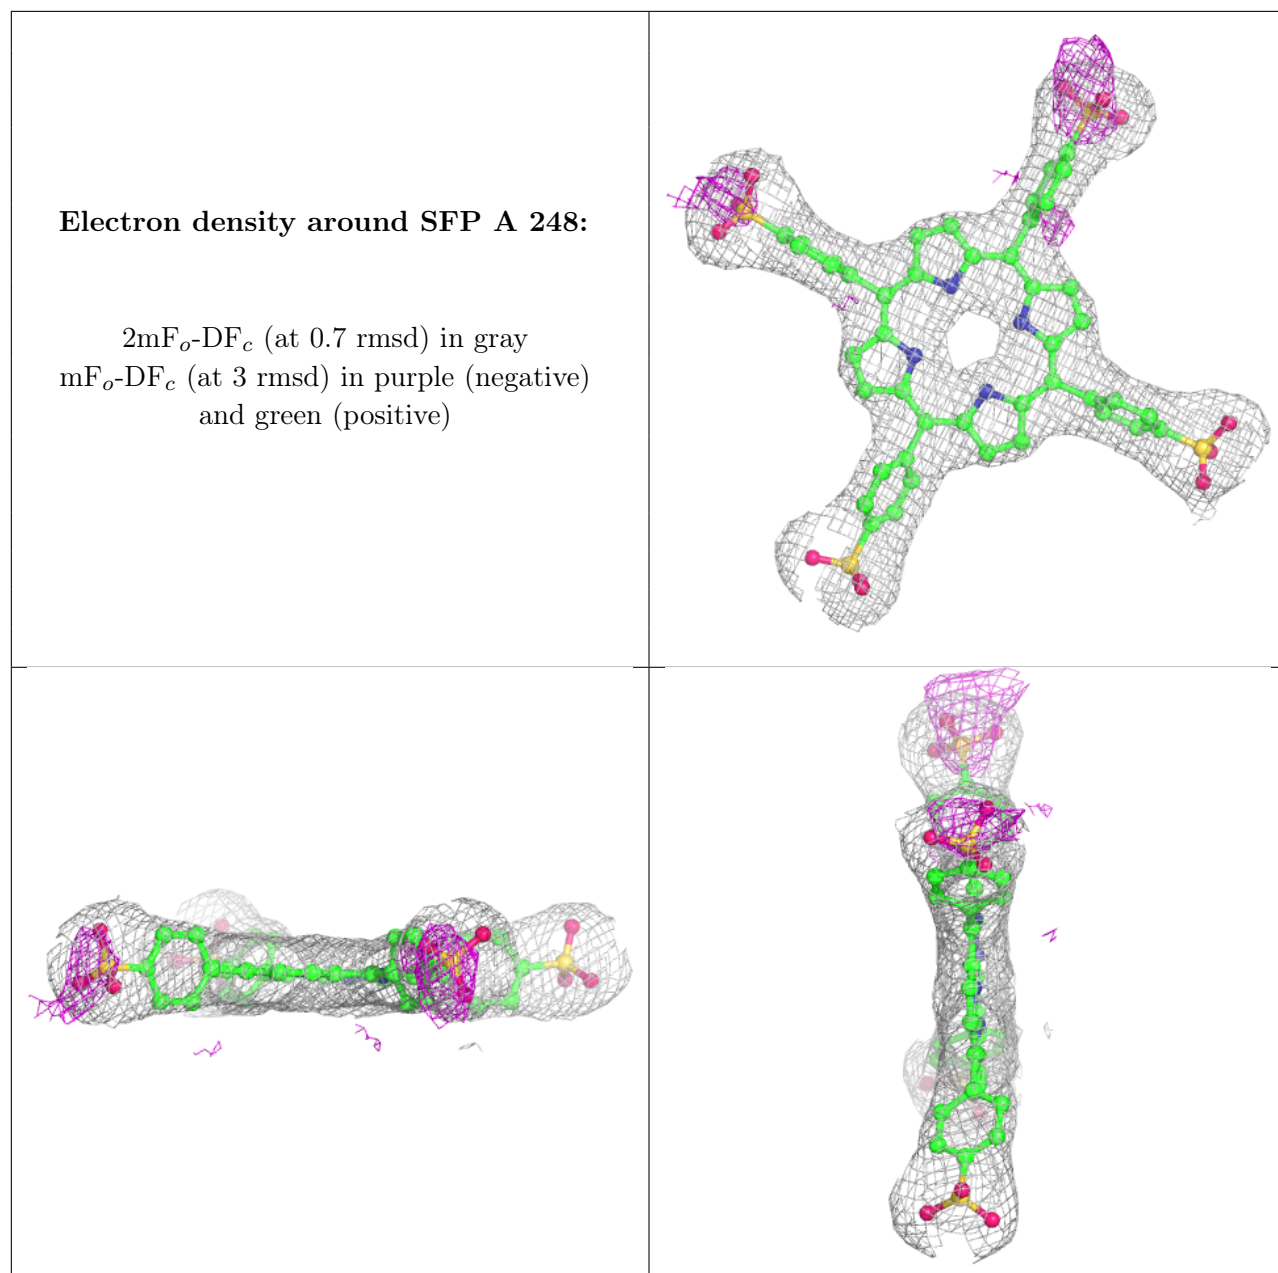 Electron density around SFP A 248:
2mFo-DFc (at 0.7 rmsd) in gray
mFo-DFc (at 3 rmsd) in purple (negative)
and green (positive)